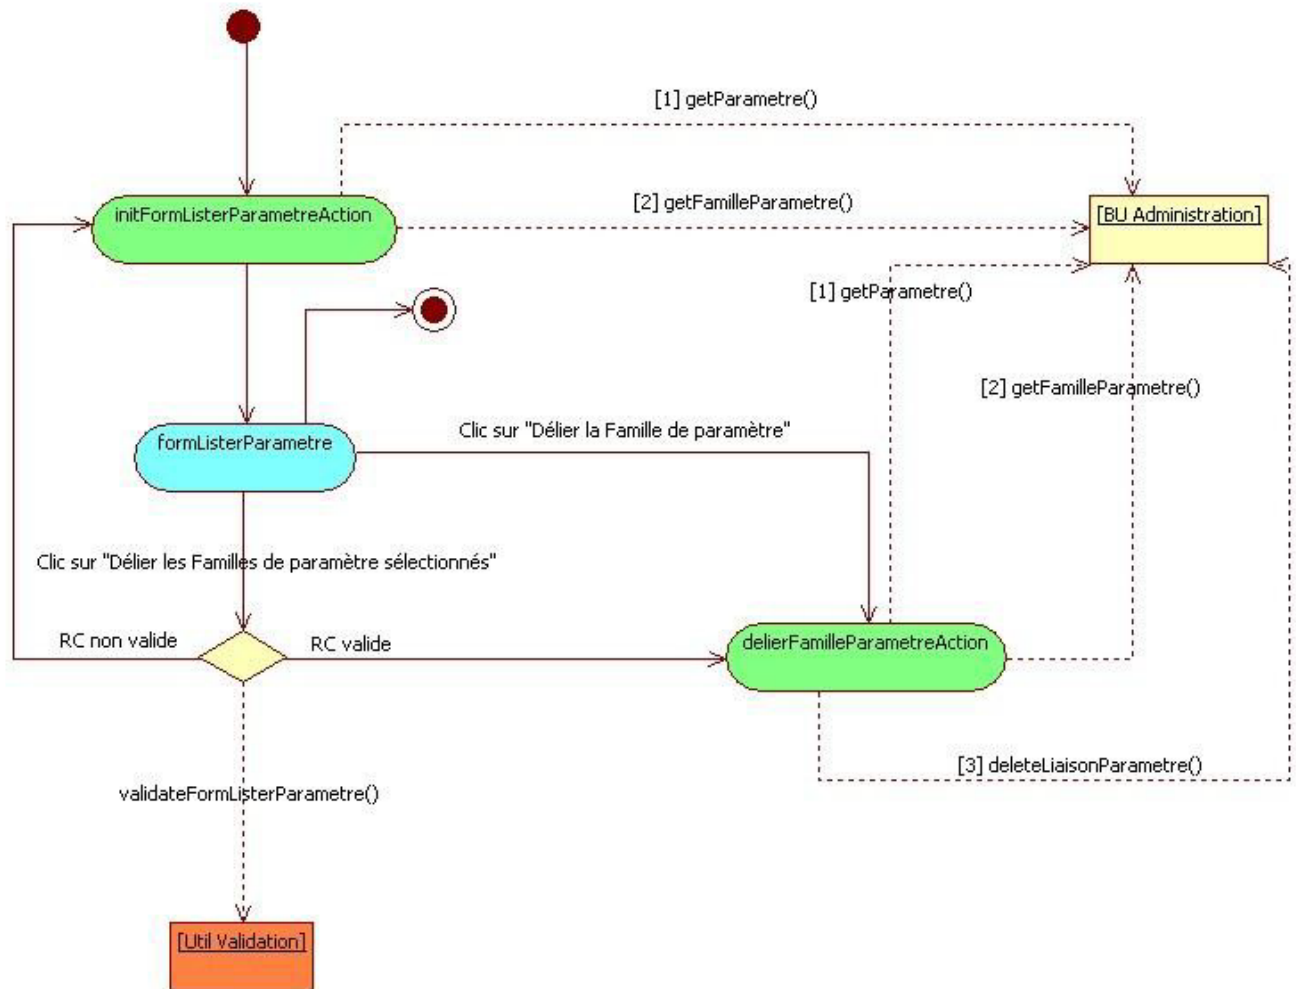 [1] getParametre()
initFormListerParametreAction
[2] getFamilleParametre()
[BU Administration]
[1] getParametre()
[2] getFamilleParametre()
formListerParametre
Clic sur "Délier la Famille de paramètre"
Clic sur "Délier les Familles de paramètre sélectionnés"
RC non valide
RC valide
delierFamilleParametreAction
[3] deleteLiaisonParametre()
validateFormListerParametre()
[Util Validation]